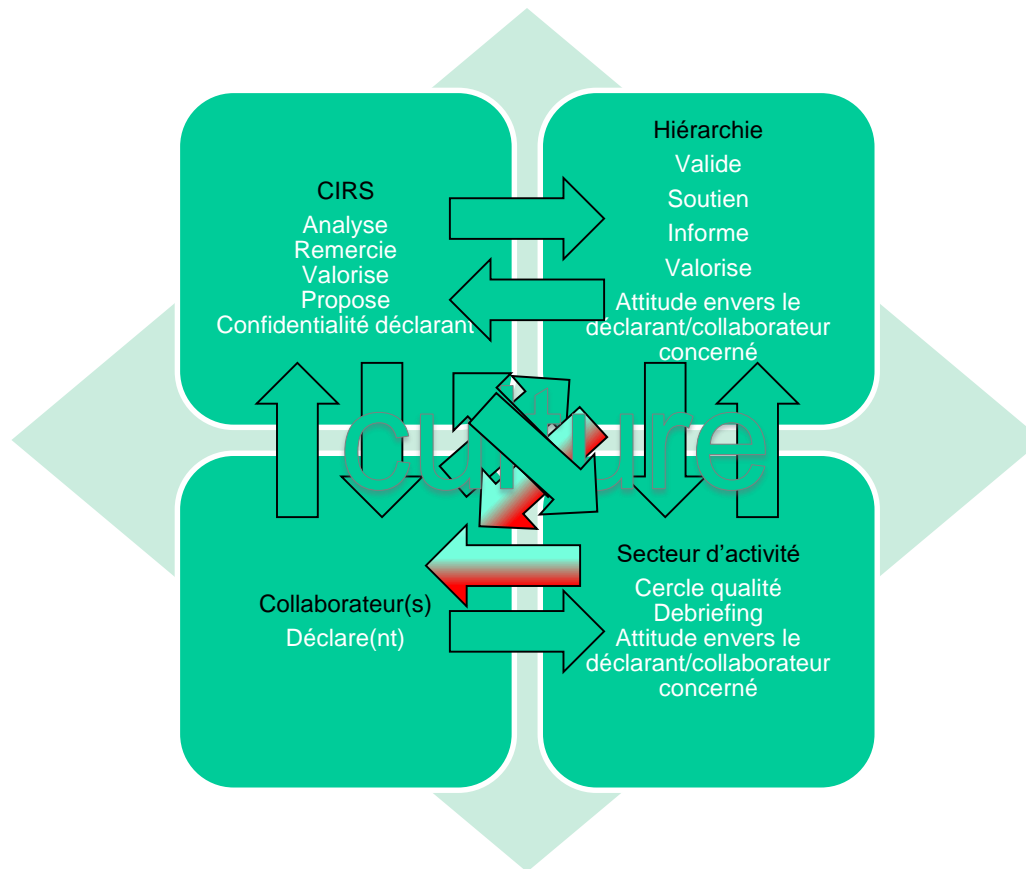 CIRS
Analyse
Remercie
Valorise
Propose
Confidentialité déclarant
Hiérarchie
Valide
Soutien
Informe
Valorise
Attitude envers le
déclarant/collaborateur
concerné
culture
Collaborateur(s)
Déclare(nt)
Secteur d’activité
Cercle qualité
Debriefing
Attitude envers le
déclarant/collaborateur
concerné